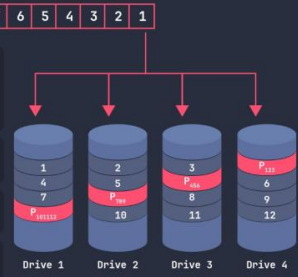 6 5 4 3 2 1
1 2 3 P₁₂₃
4 5 P₄₅₆ 6
7 P₇₈₉ 8 9
P₁₀₁₁₁₂ 10 11 12
Drive 1 Drive 2 Drive 3 Drive 4